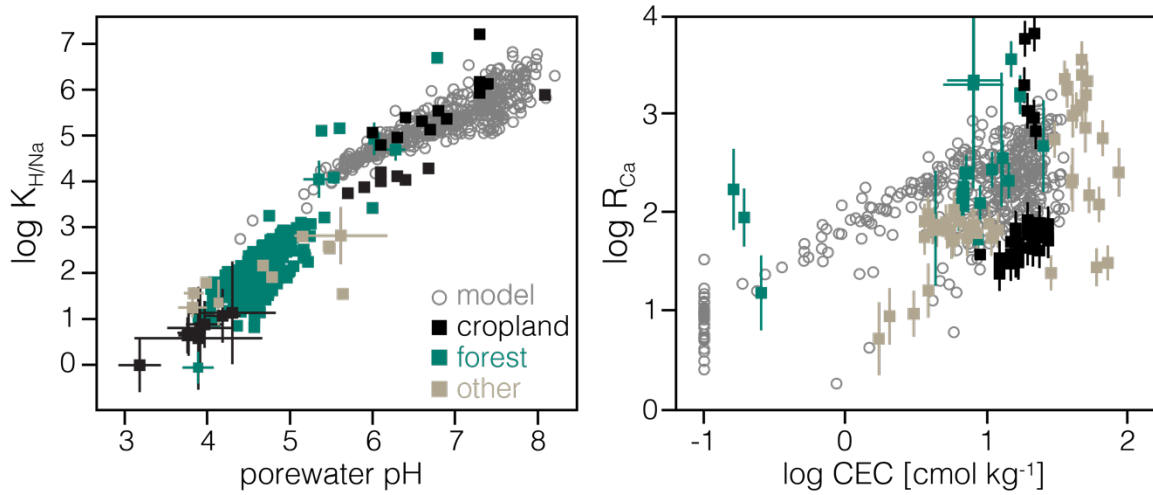 log K_H/Na
7
6
5
4
3
2
1
0
3 4 5 6 7 8
porewater pH
model
cropland
forest
other
log R_Ca
4
3
2
1
0
-1 0 1 2
log CEC [cmol kg⁻¹]